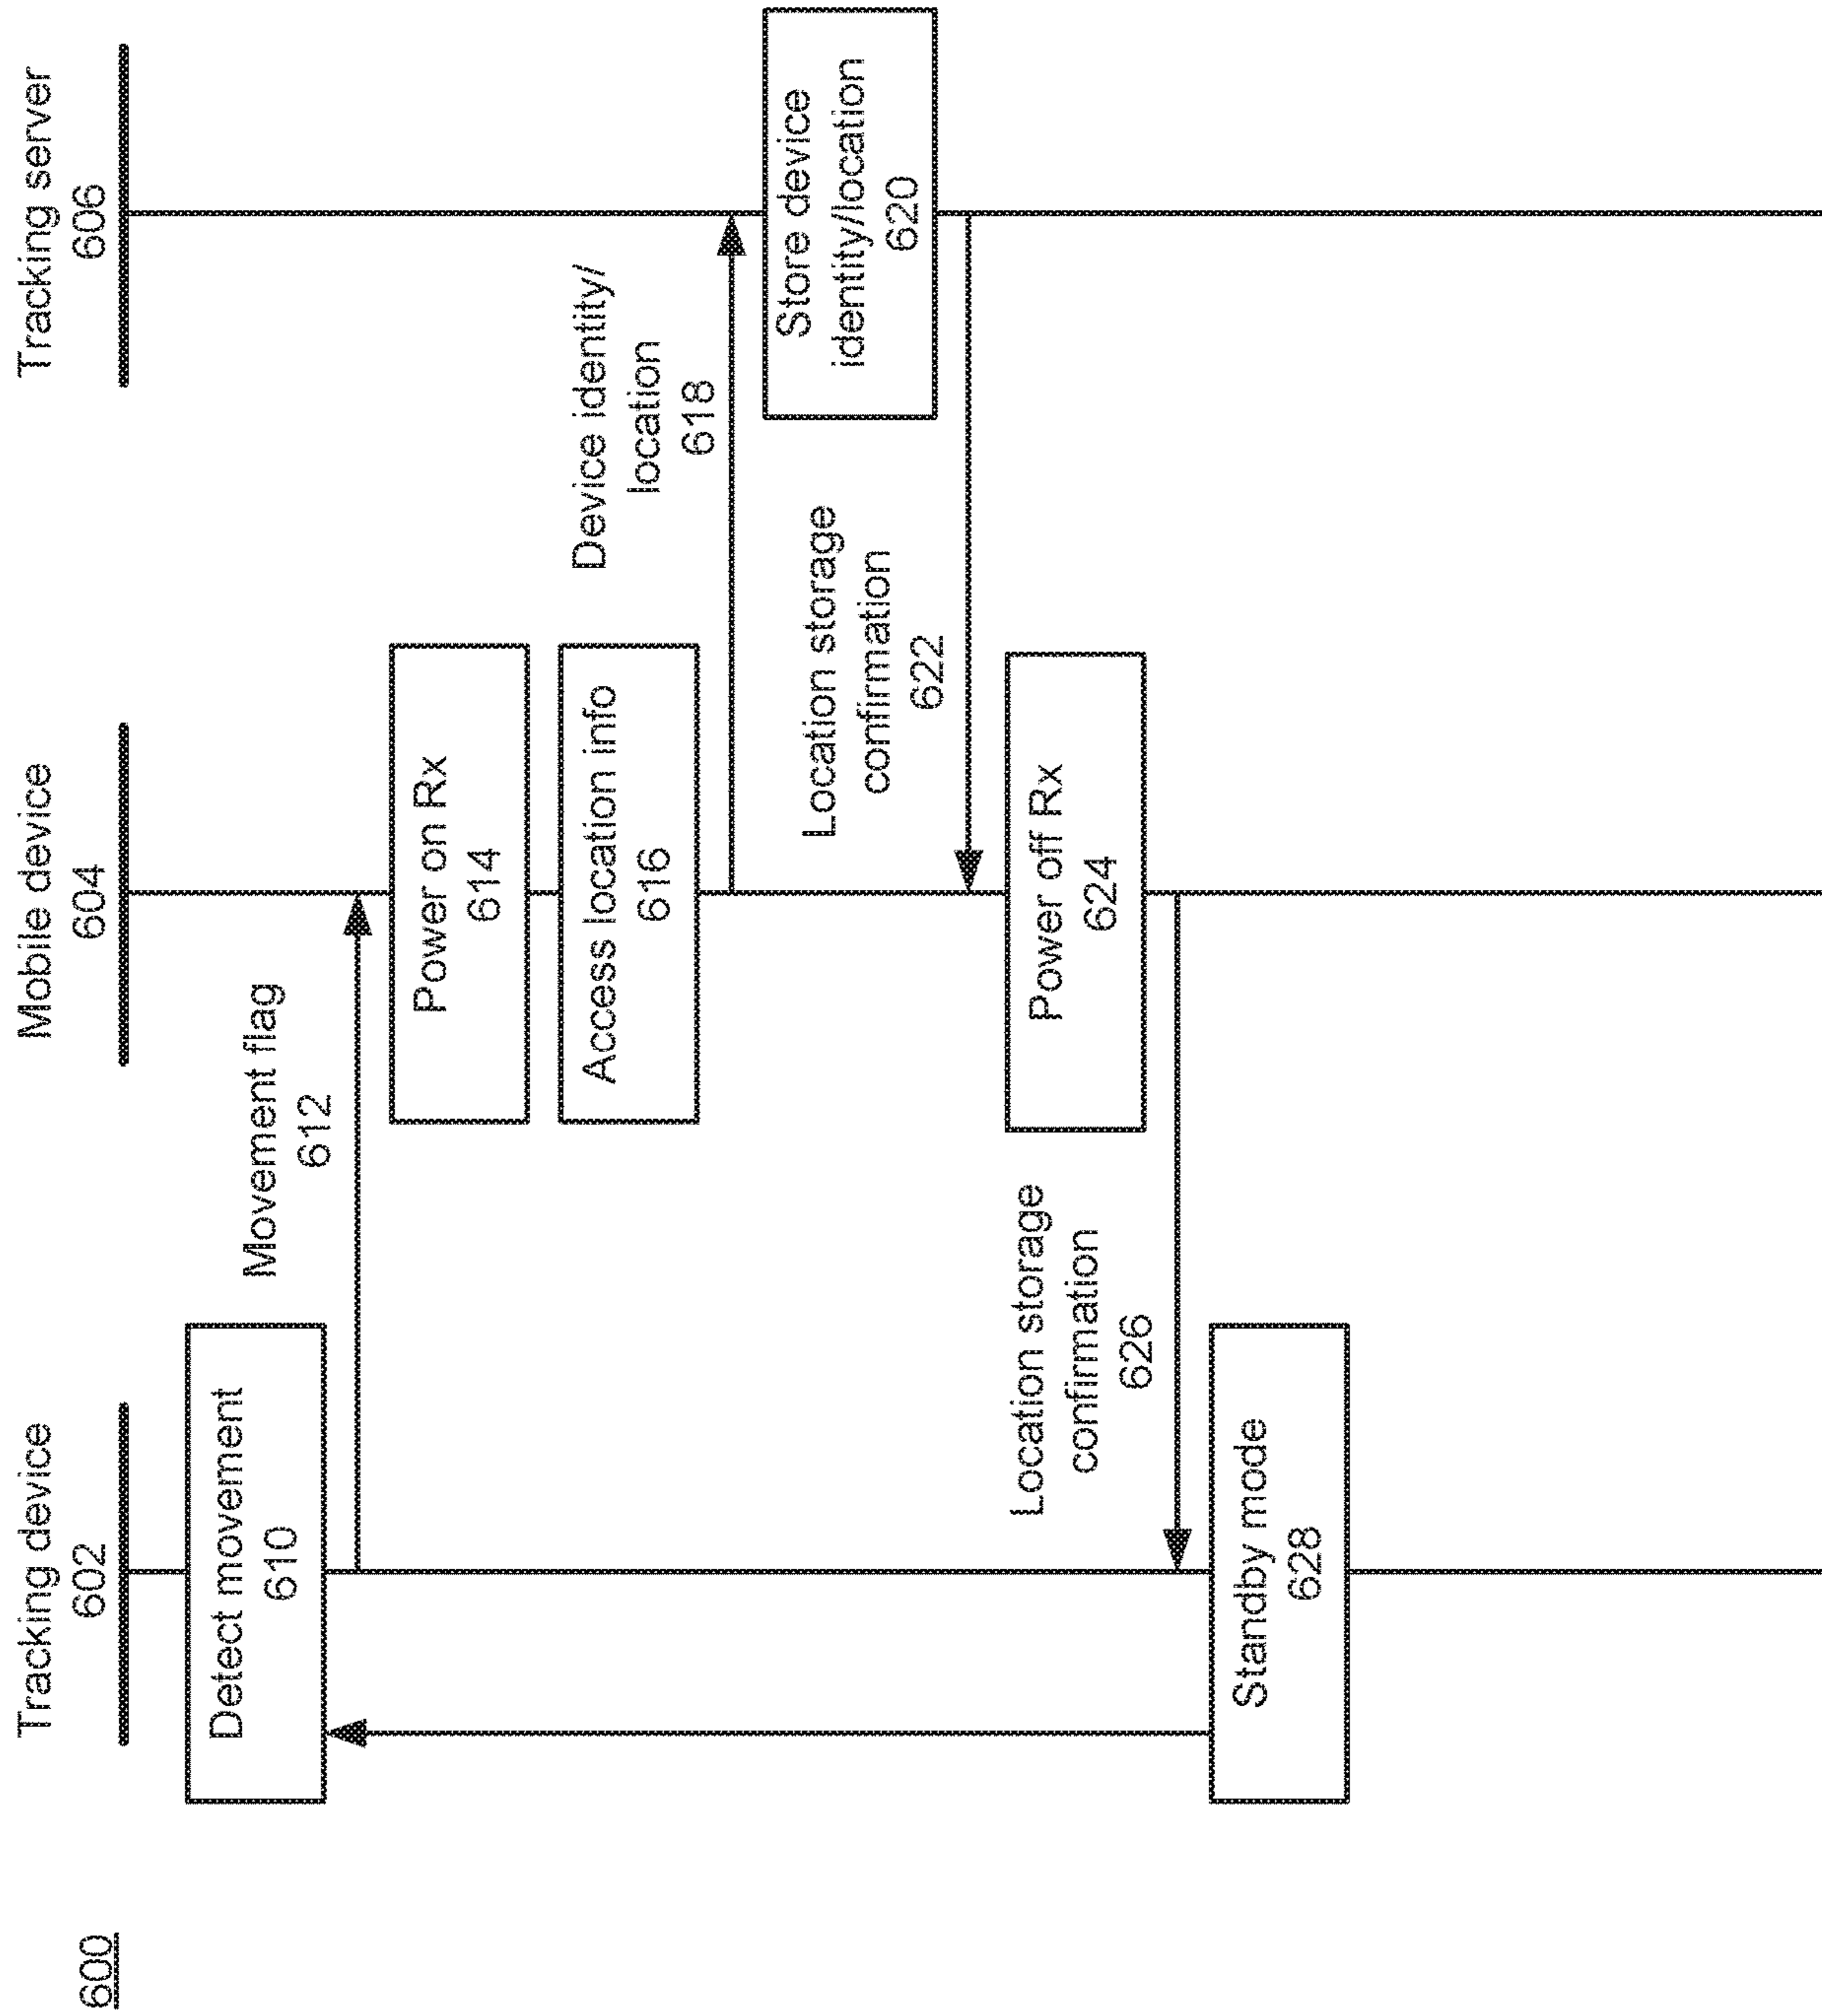 600
Tracking device
602
Mobile device
604
Tracking server
606
Detect movement
610
Movement flag
612
Power on Rx
614
Access location info
616
Device identity/
location
618
Store device
identity/location
620
Location storage
confirmation
622
Power off Rx
624
Location storage
confirmation
626
Standby mode
628